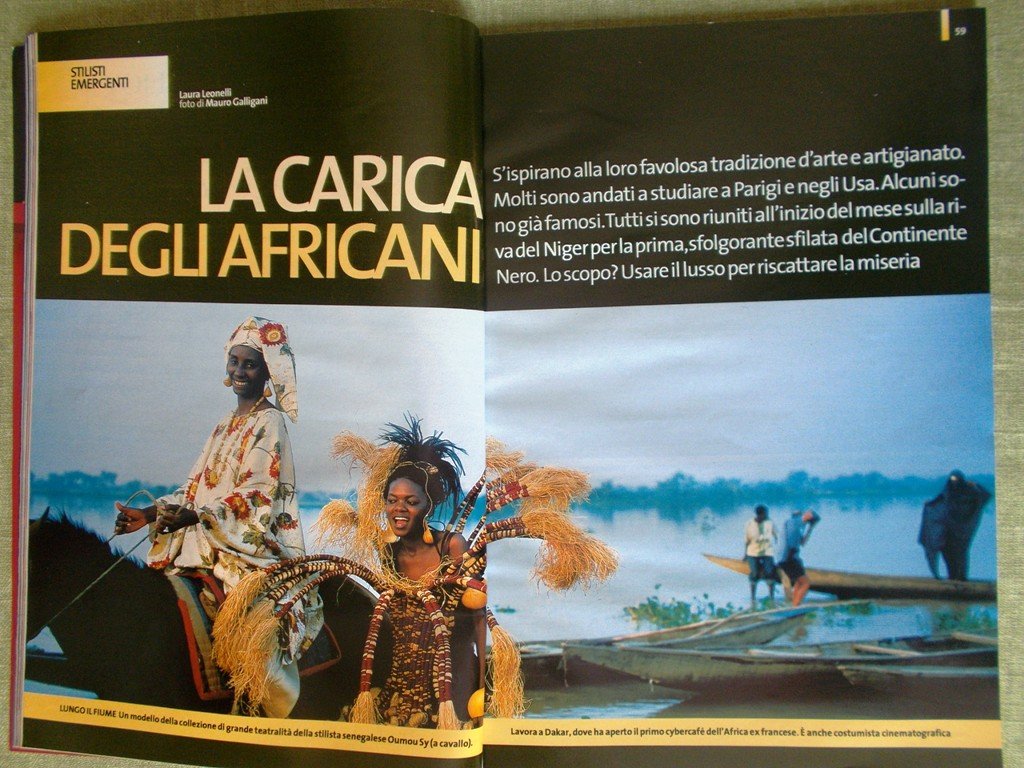 STILISTI
EMERGENTI
Laura Leonelli
foto di Mauro Galligani
59
LA CARICA
DEGLI AFRICANI
S'ispirano alla loro favolosa tradizione d'arte e artigianato.
Molti sono andati a studiare a Parigi e negli Usa. Alcuni so-
no già famosi. Tutti si sono riuniti all'inizio del mese sulla ri-
va del Niger per la prima, sfolgorante sfilata del Continente
Nero. Lo scopo? Usare il lusso per riscattare la miseria
LUNGO IL FIUME Un modello della collezione di grande teatralità della stilista senegalese Oumou Sy (a cavallo).
Lavora a Dakar, dove ha aperto il primo cybercafé dell'Africa ex francese. È anche costumista cinematografica